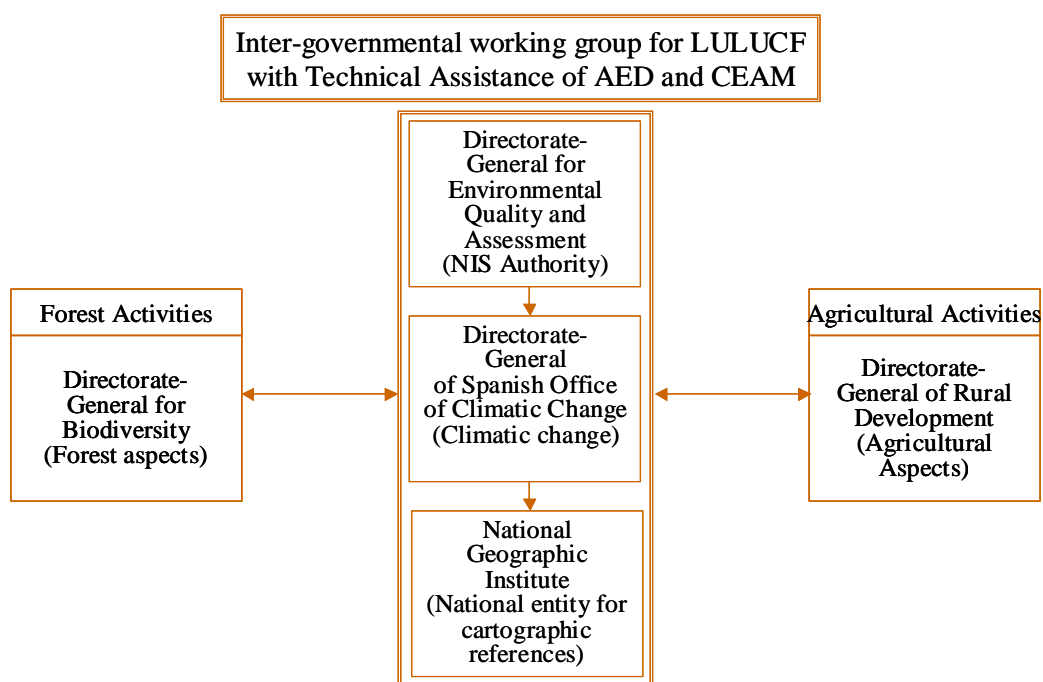 Inter-governmental working group for LULUCF
with Technical Assistance of AED and CEAM
Directorate-
General for
Environmental
Quality and
Assessment
(NIS Authority)
Forest Activities
Directorate-
General for
Biodiversity
(Forest aspects)
Directorate-
General
of Spanish Office
of Climatic Change
(Climatic change)
Agricultural Activities
Directorate-
General of Rural
Development
(Agricultural
Aspects)
National
Geographic
Institute
(National entity for
cartographic
references)